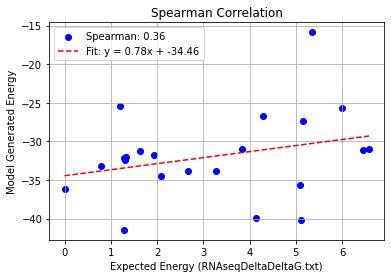 Spearman Correlation
Spearman: 0.36
Fit: y = 0.78x + -34.46
Model Generated Energy
−15
−20
−25
−30
−35
−40
0
1
2
3
4
5
6
Expected Energy (RNAseqDeltaDeltaG.txt)